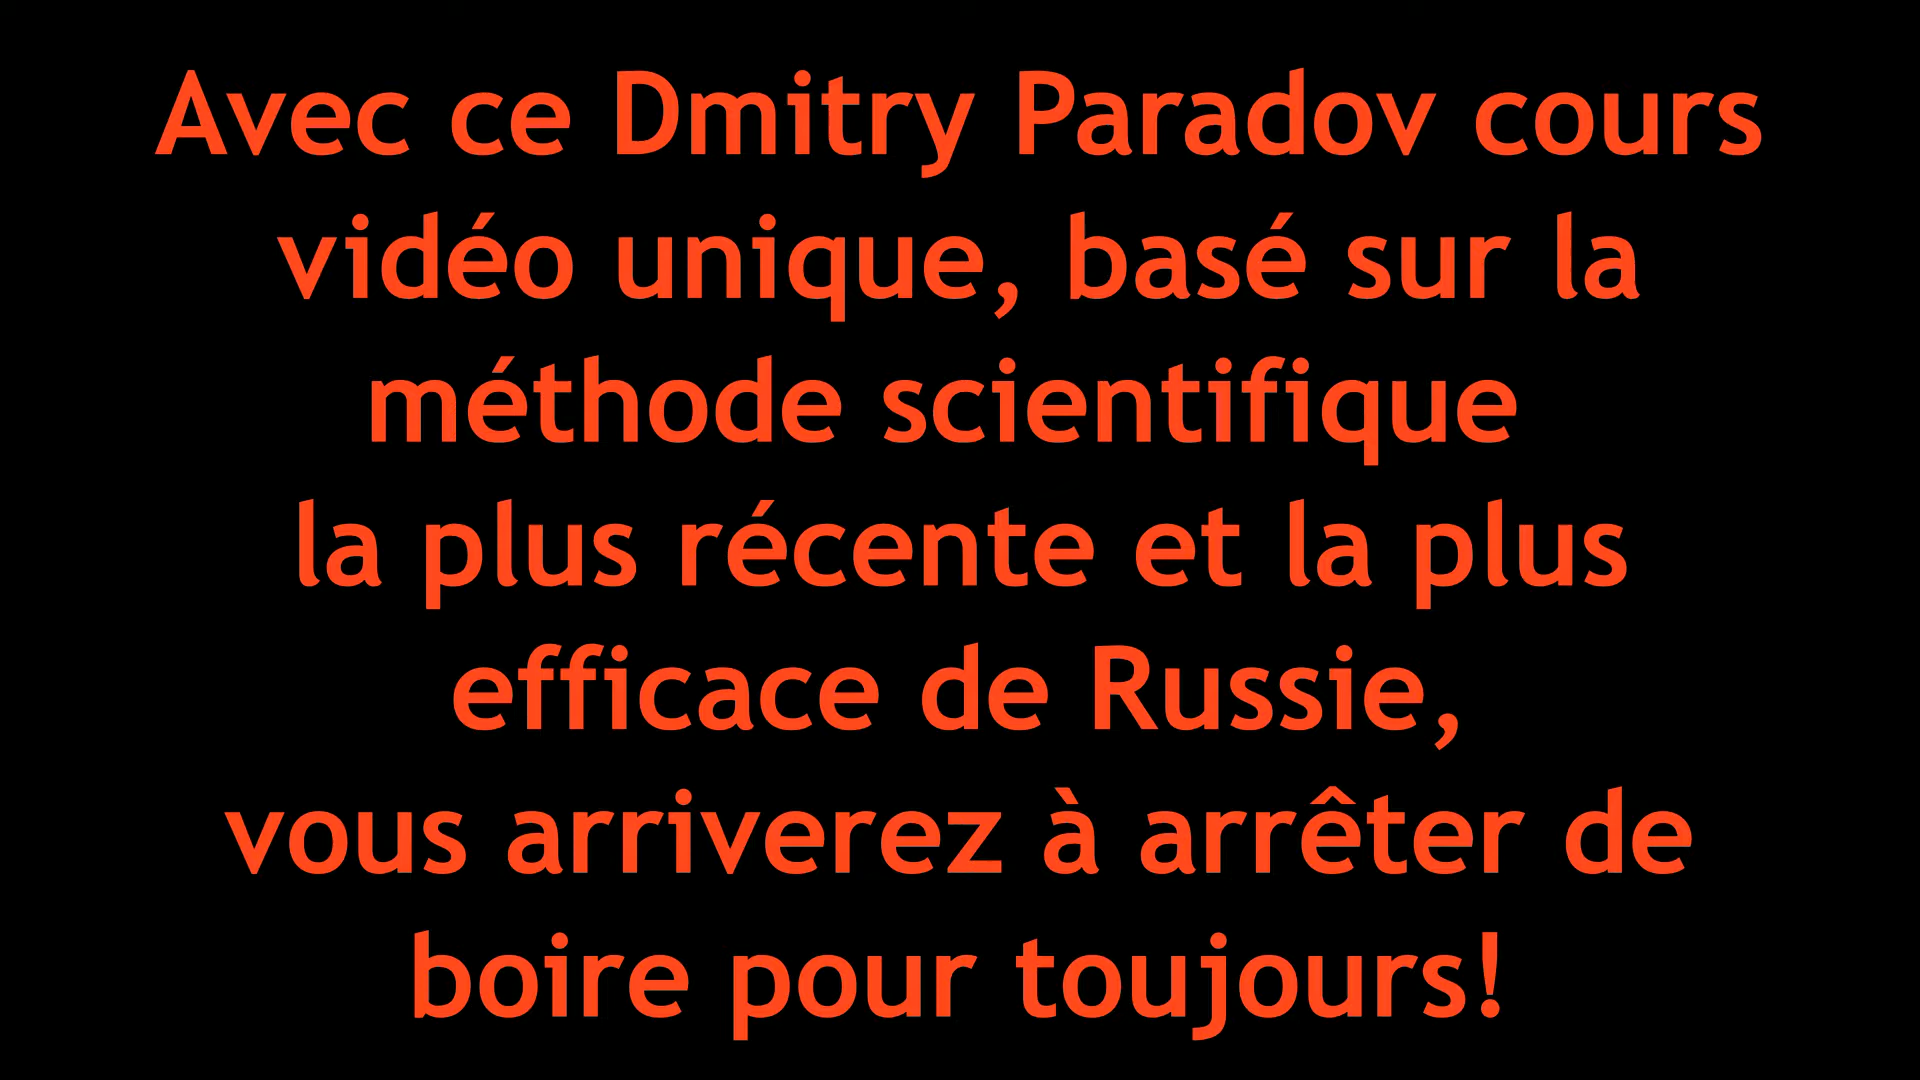 Avec ce Dmitry Paradov cours
vidéo unique, basé sur la
méthode scientifique
la plus récente et la plus
efficace de Russie,
vous arriverez à arrêter de
boire pour toujours!